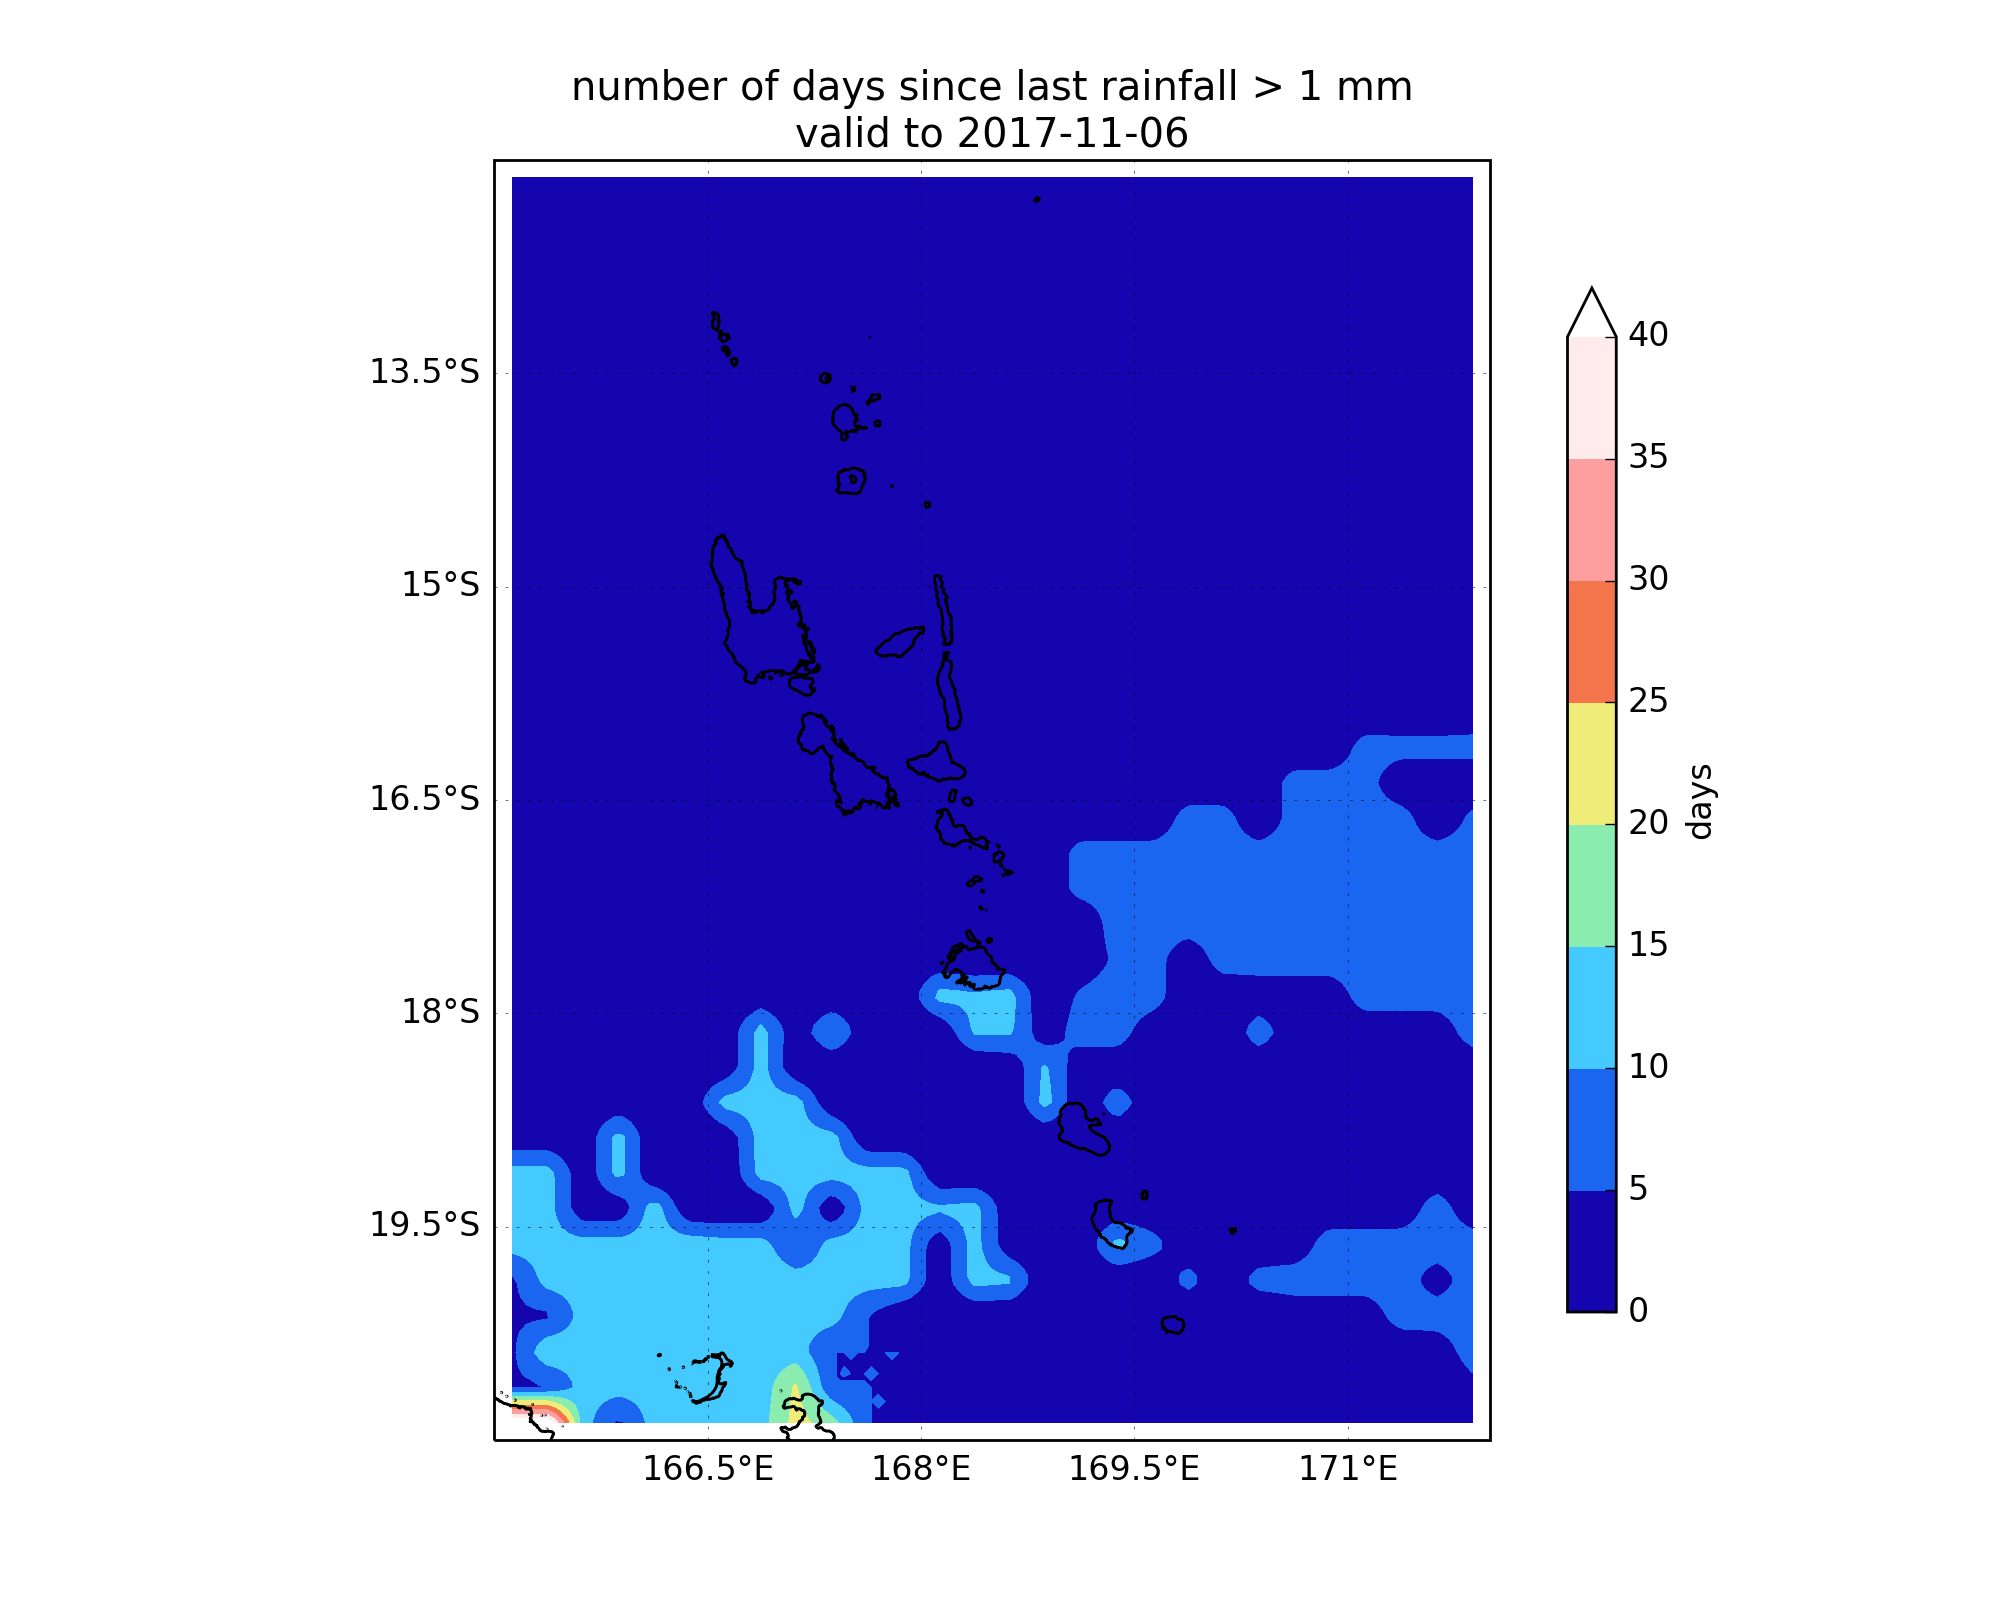 number of days since last rainfall > 1 mm
valid to 2017-11-06
13.5°S
15°S
16.5°S
18°S
19.5°S
166.5°E
168°E
169.5°E
171°E
40
35
30
25
20
15
10
5
0
days